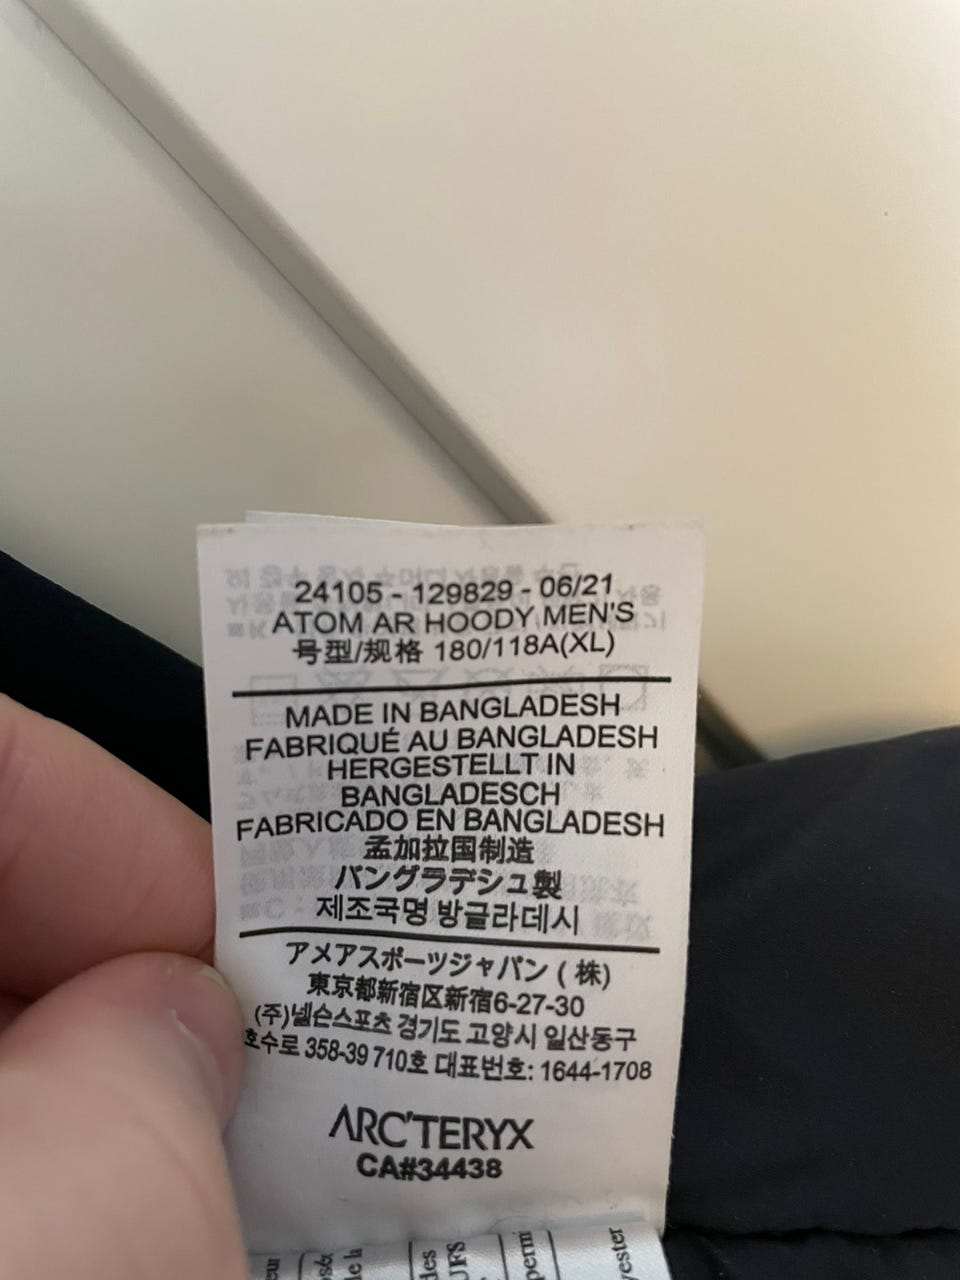 24105 - 129829 - 06/21
ATOM AR HOODY MEN'S
号型/规格 180/118A(XL)
MADE IN BANGLADESH
FABRIQUÉ AU BANGLADESH
HERGESTELLT IN
BANGLADESCH
FABRICADO EN BANGLADESH
孟加拉国制造
バングラデシュ製
제조국명 방글라데시
アメアスポーツジャパン ( 株)
東京都新宿区新宿6-27-30
(주)넬슨스포츠 경기도 고양시 일산동구
호수로 358-39 710호 대표번호: 1644-1708
ARC'TERYX
CA#34438